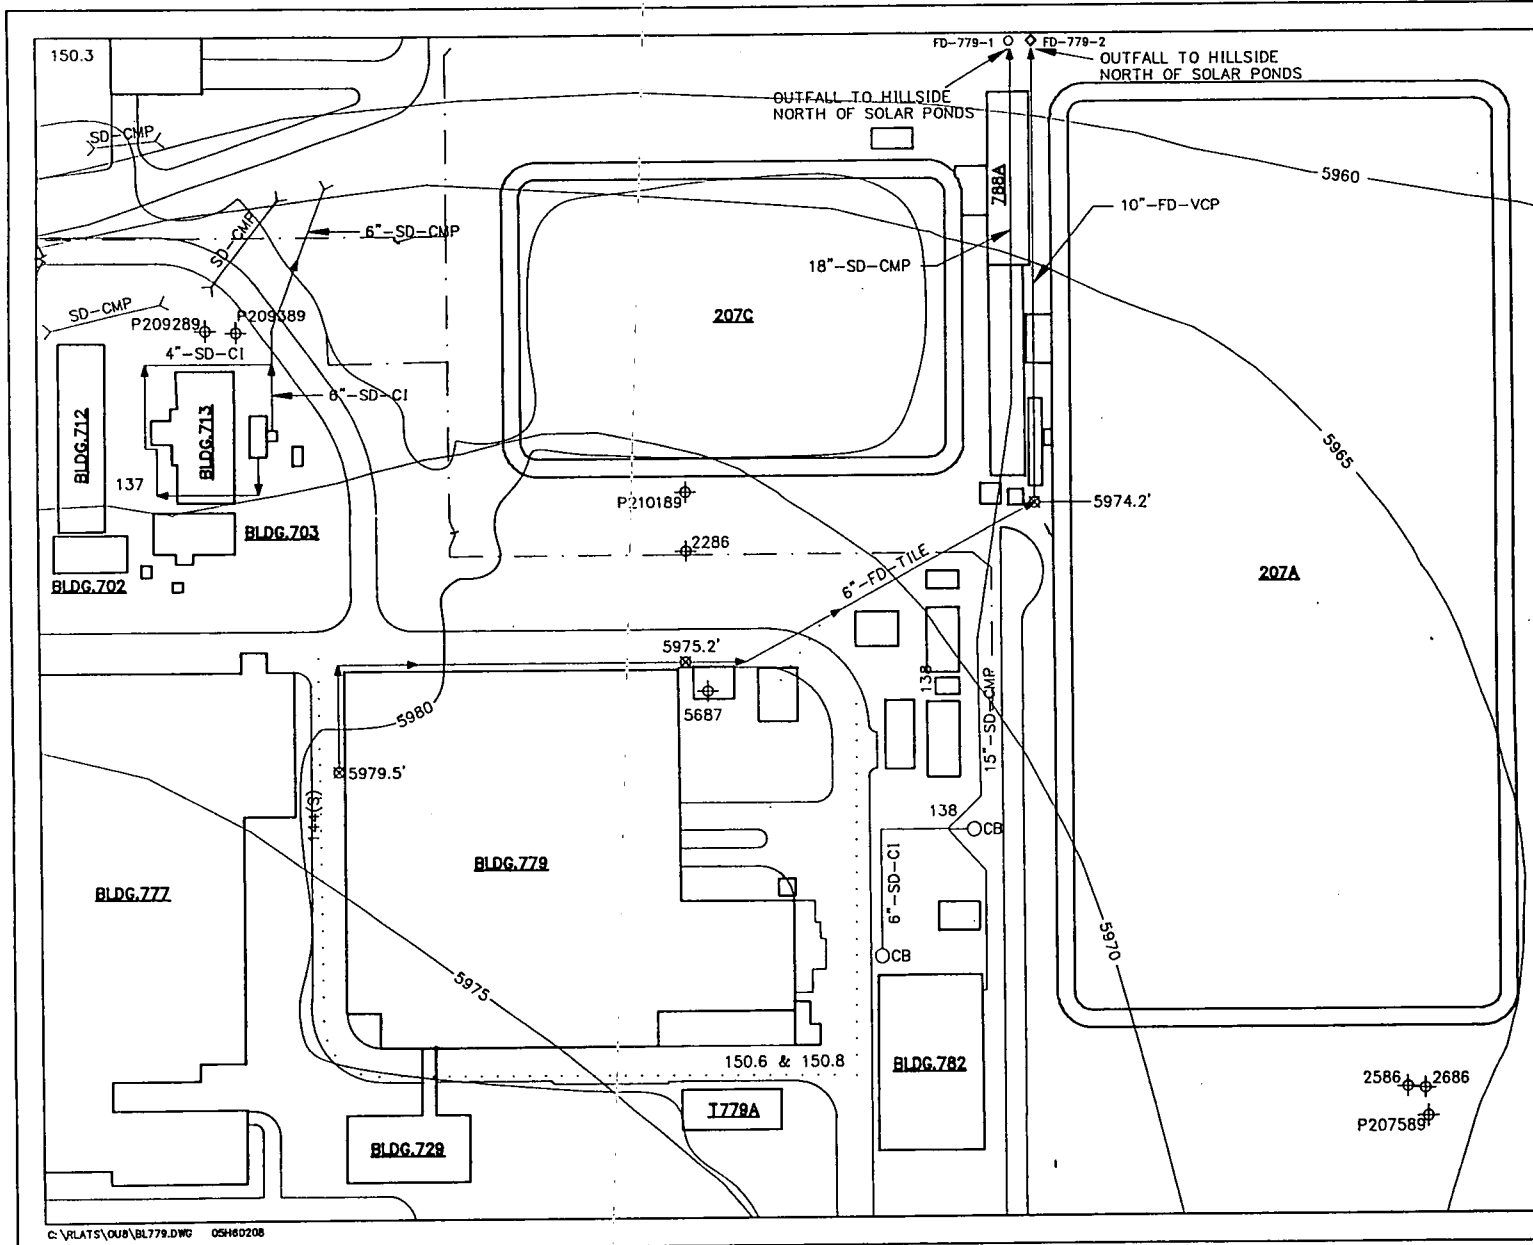 150.3
FD-779-1
FD-779-2
OUTFALL TO HILLSIDE
NORTH OF SOLAR PONDS
OUTFALL TO HILLSIDE
NORTH OF SOLAR PONDS
SD-CMP
788A
5960
10"-FD-VCP
SD-CMP
6"-SD-CMP
18"-SD-CMP
SD-CMP
P209289
P209389
207C
4"-SD-CI
6"-SD-CI
BLDG.712
BLDG.713
5965
137
P210189
5974.2'
BLDG.703
2286
6"-FD-TILE
207A
BLDG.702
5975.2'
138
15"-SD-CMP
5687
5980
5979.5'
144(S)
138
CB
BLDG.779
BLDG.777
6"-SD-CI
5970
CB
5975
150.6 & 150.8
BLDG.782
2586
2686
T779A
P207589
BLDG.729
C:\RLATS\OU8\BL779.DWG 05H60208